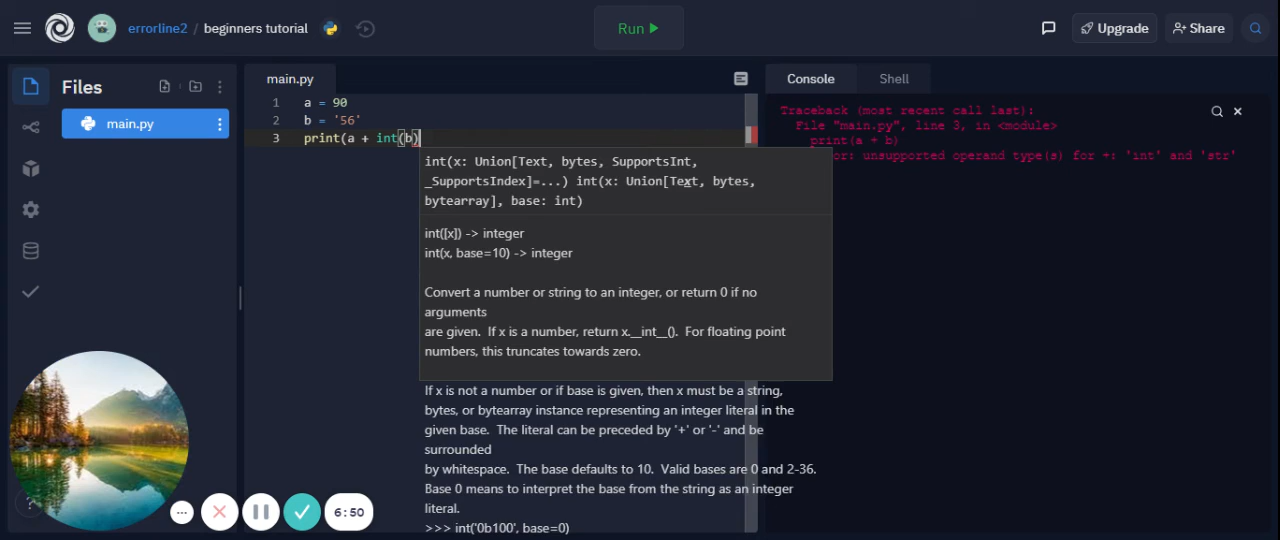 errorline2 / beginners tutorial
Run
Upgrade
Share
Files
main.py
main.py
1 a = 90
2 b = '56'
3 print(a + int(b)
int(x: Union[Text, bytes, SupportsInt,
_SupportsIndex]=...) int(x: Union[Text, bytes,
bytearray], base: int)
int([x]) -> integer
int(x, base=10) -> integer
Convert a number or string to an integer, or return 0 if no
arguments
are given. If x is a number, return x.__int__(). For floating point
numbers, this truncates towards zero.
If x is not a number or if base is given, then x must be a string,
bytes, or bytearray instance representing an integer literal in the
given base. The literal can be preceded by '+' or '-' and be
surrounded
by whitespace. The base defaults to 10. Valid bases are 0 and 2-36.
Base 0 means to interpret the base from the string as an integer
literal.
>>> int('0b100', base=0)
Console
Shell
Traceback (most recent call last):
File "main.py", line 3, in <module>
print(a + b)
or: unsupported operand type(s) for +: 'int' and 'str'
?
6:50